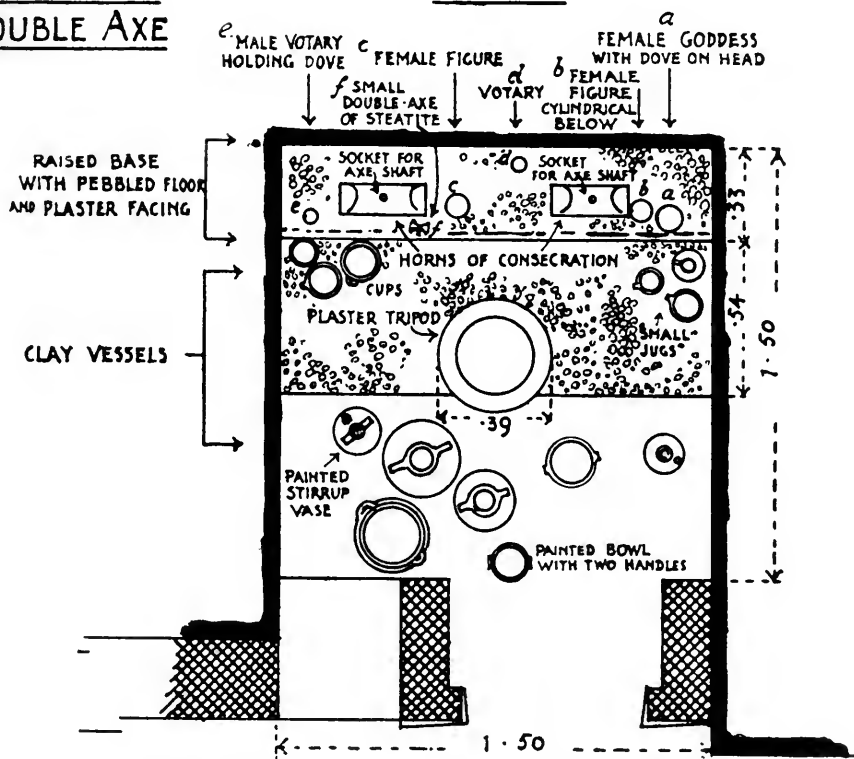 OUBLE AXE
e. MALE VOTARY
HOLDING DOVE
c FEMALE FIGURE
f SMALL
DOUBLE-AXE
OF STEATITE
d
VOTARY
b FEMALE
FIGURE
CYLINDRICAL
BELOW
a
FEMALE GODDESS
WITH DOVE ON HEAD
RAISED BASE
WITH PEBBLED FLOOR
AND PLASTER FACING
SOCKET FOR
AXE SHAFT
d
SOCKET
FOR AXE SHAFT
e
c
b
a
f
.33
HORNS OF CONSECRATION
CUPS
PLASTER TRIPOD
SMALL
JUGS
.54
1.50
CLAY VESSELS
.39
PAINTED
STIRRUP
VASE
PAINTED BOWL
WITH TWO HANDLES
1.50